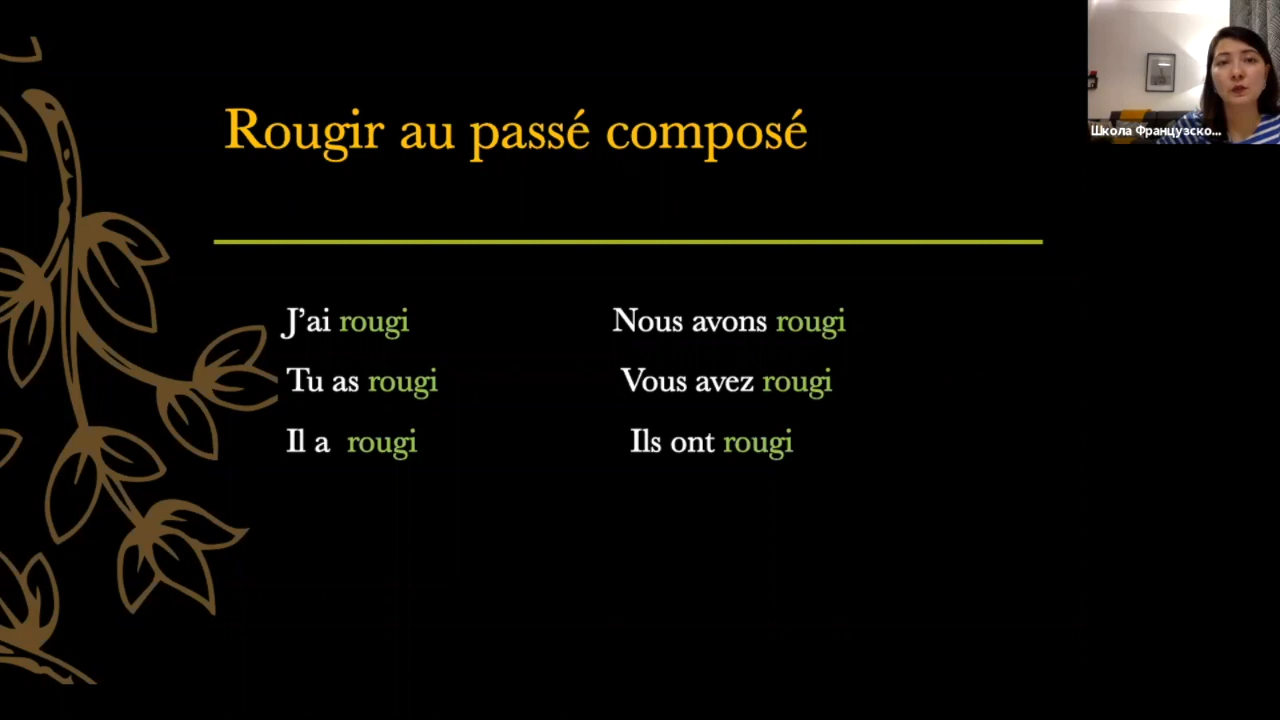 Rougir au passé composé
J’ai rougi
Tu as rougi
Il a rougi
Nous avons rougi
Vous avez rougi
Ils ont rougi
Школа Французско...